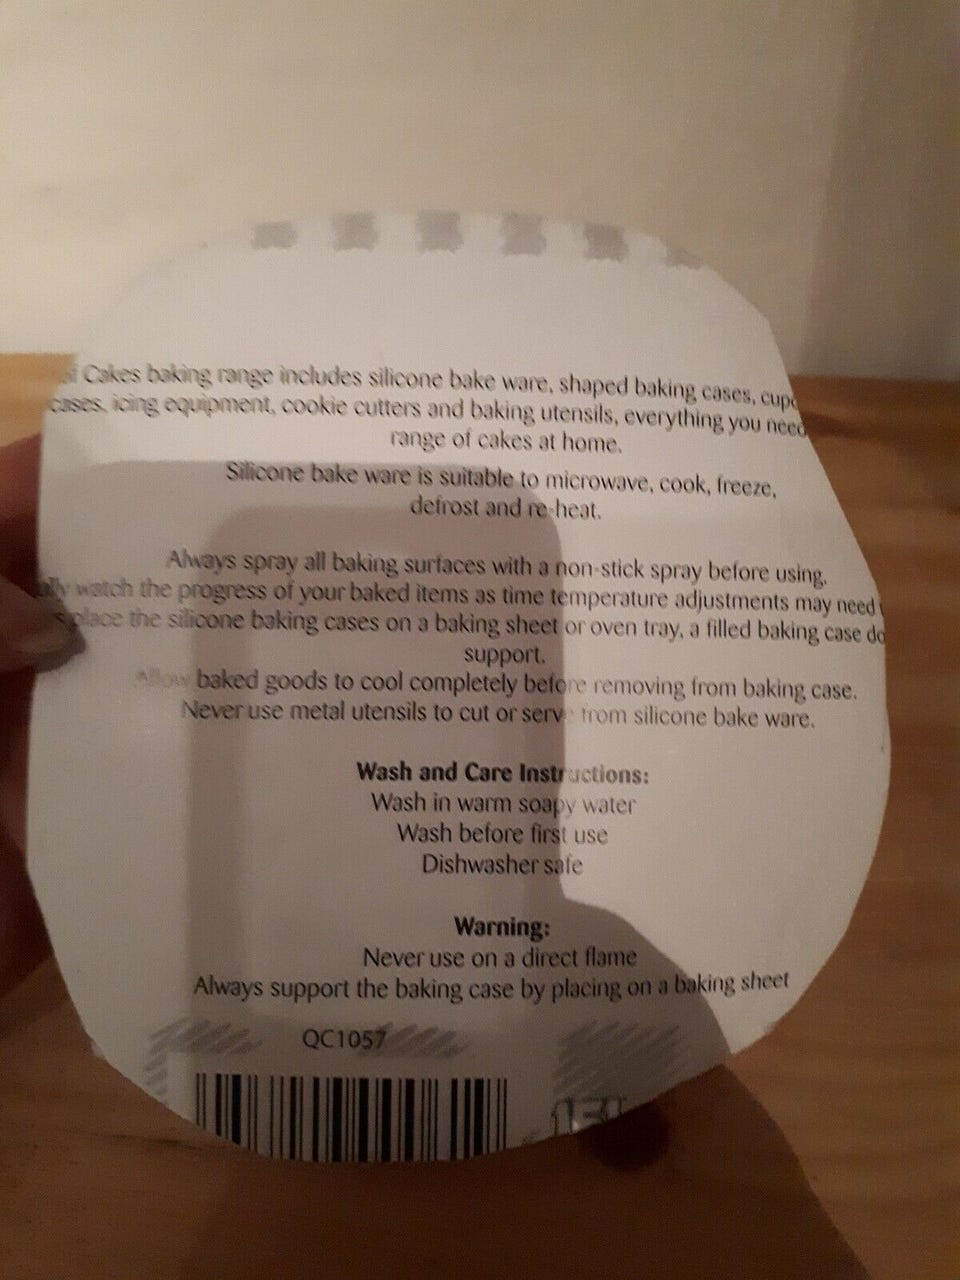 Cakes baking range includes silicone bake ware, shaped baking cases, cupc
cases, icing equipment, cookie cutters and baking utensils, everything you need
range of cakes at home.
Silicone bake ware is suitable to microwave, cook, freeze,
defrost and re-heat.
Always spray all baking surfaces with a non-stick spray before using.
lly watch the progress of your baked items as time temperature adjustments may need
place the silicone baking cases on a baking sheet or oven tray, a filled baking case do
support.
Allow baked goods to cool completely before removing from baking case.
Never use metal utensils to cut or serve from silicone bake ware.
Wash and Care Instructions:
Wash in warm soapy water
Wash before first use
Dishwasher safe
Warning:
Never use on a direct flame
Always support the baking case by placing on a baking sheet
QC1057